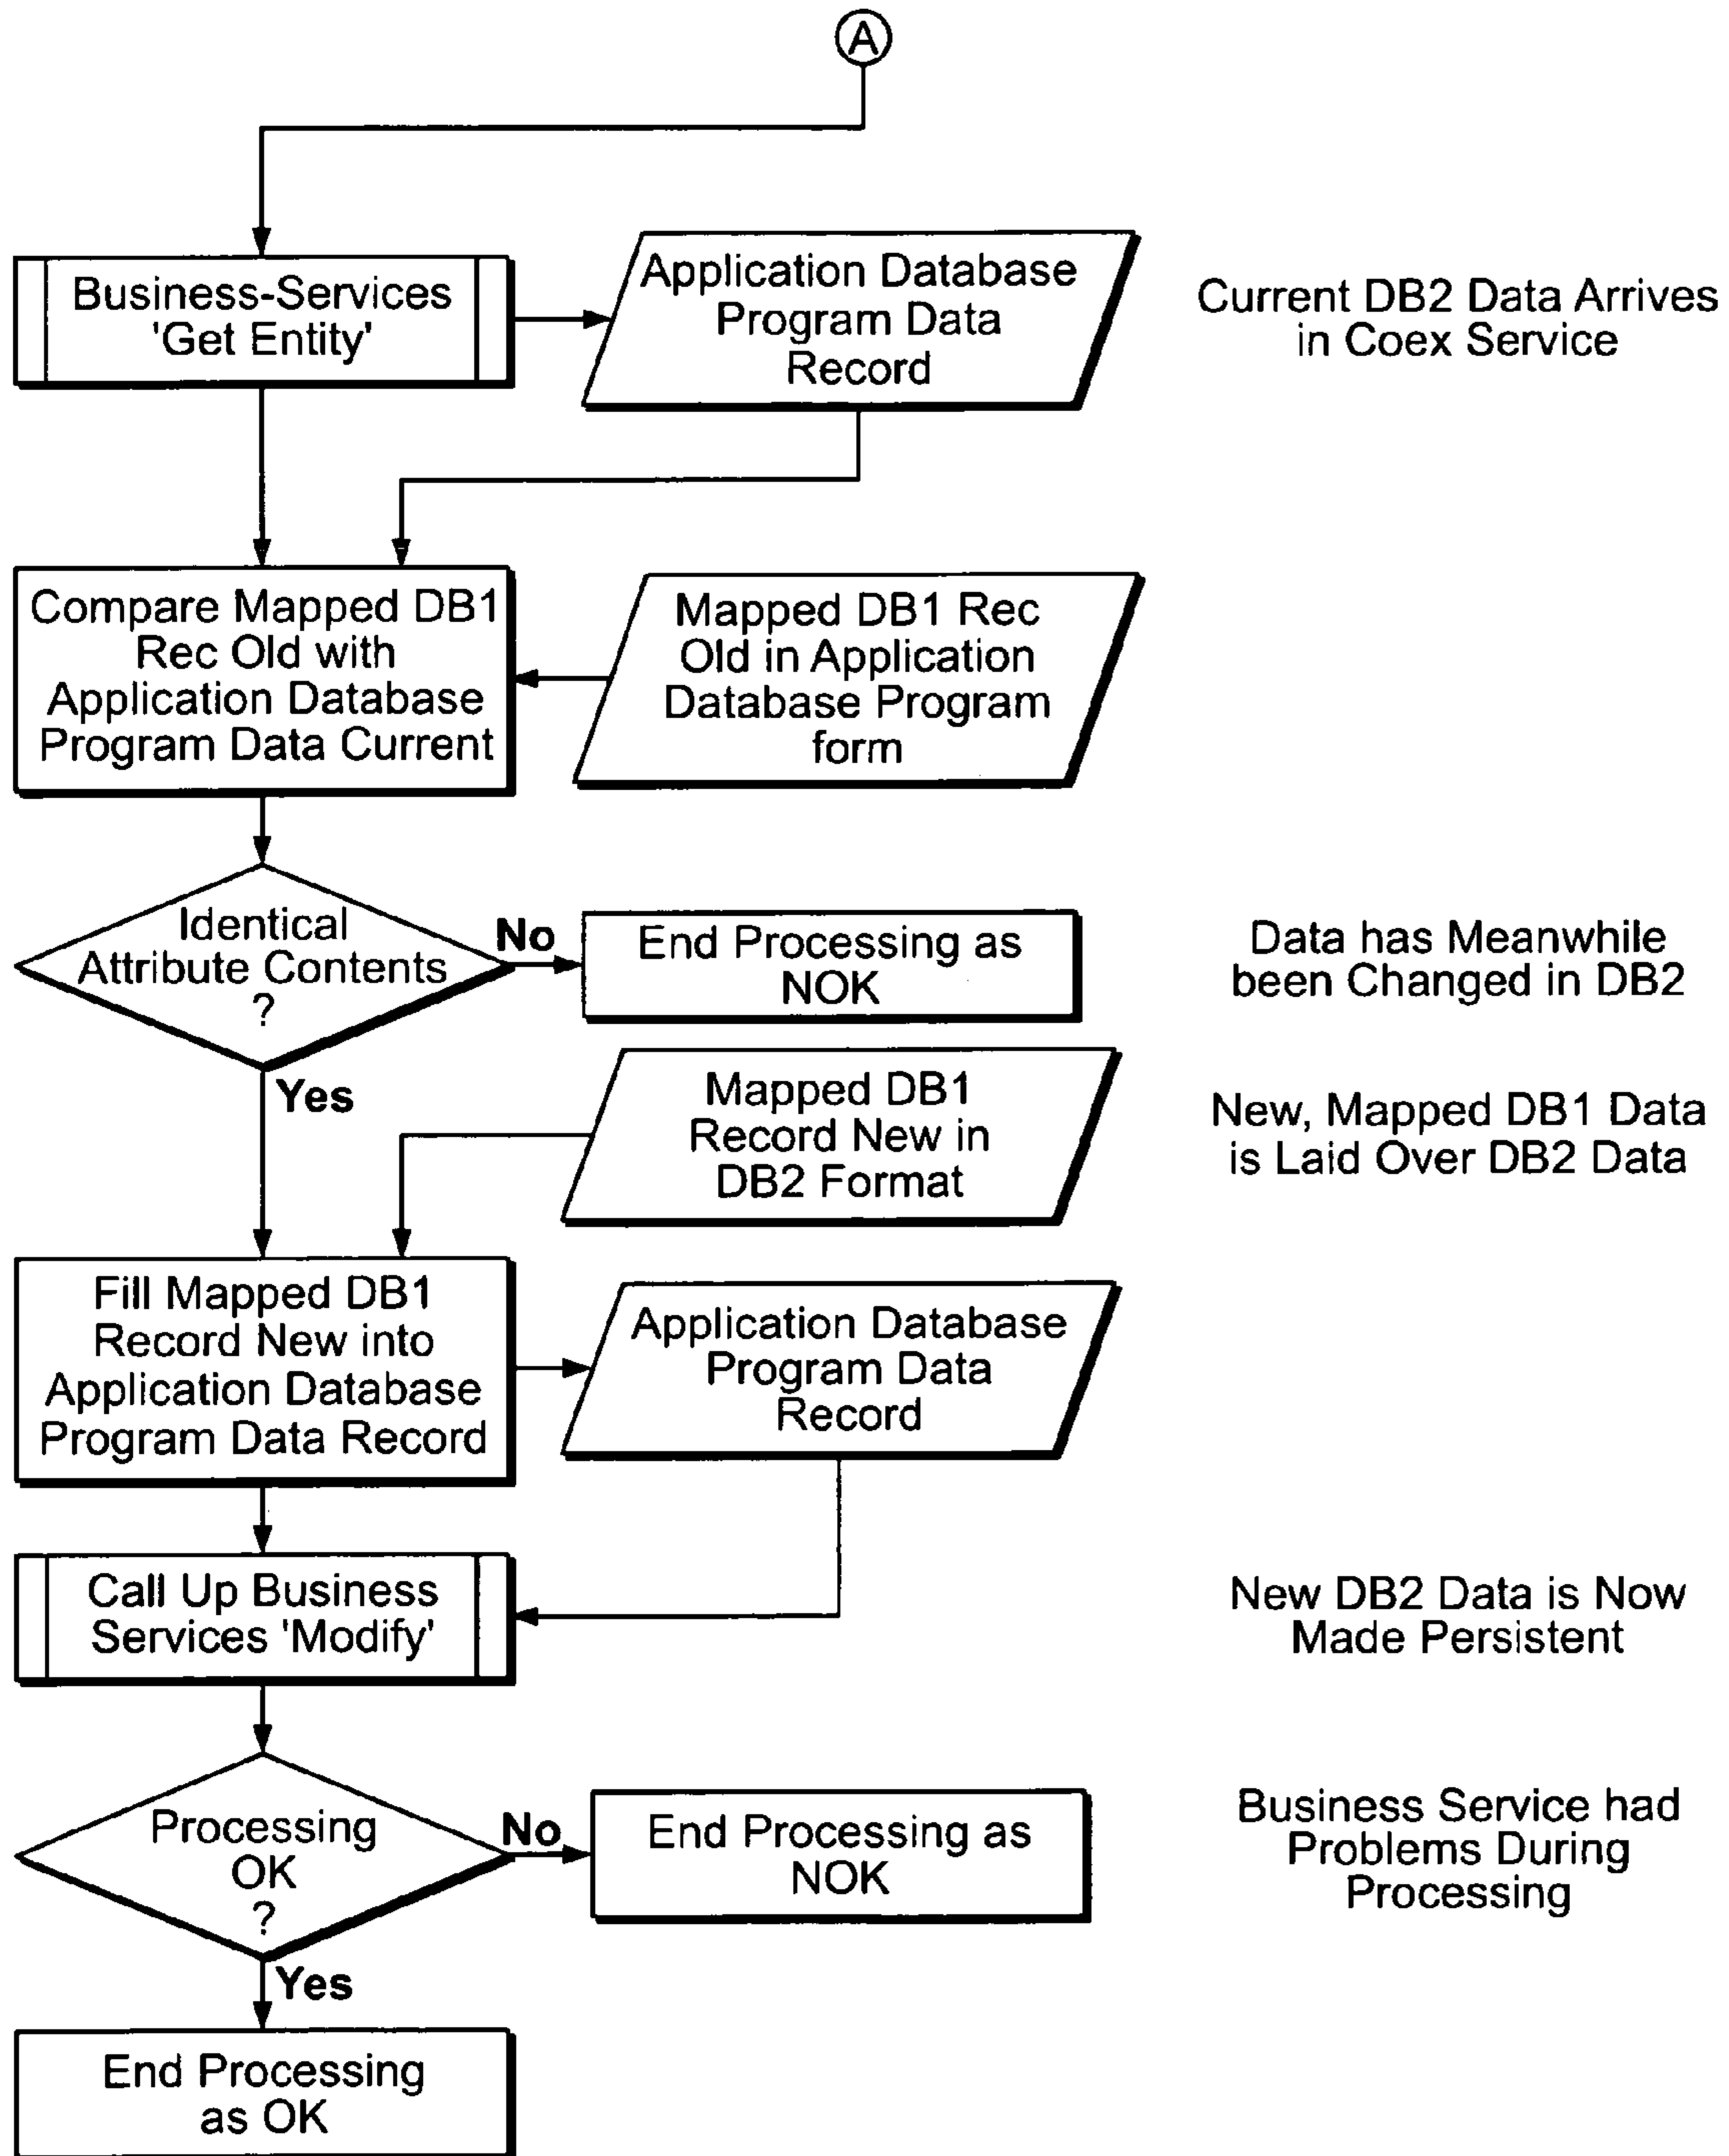 A
Business-Services
'Get Entity'
Application Database
Program Data
Record
Current DB2 Data Arrives
in Coex Service
Compare Mapped DB1
Rec Old with
Application Database
Program Data Current
Mapped DB1 Rec
Old in Application
Database Program
form
Identical
Attribute Contents
?
No
End Processing as
NOK
Data has Meanwhile
been Changed in DB2
Yes
Mapped DB1
Record New in
DB2 Format
New, Mapped DB1 Data
is Laid Over DB2 Data
Fill Mapped DB1
Record New into
Application Database
Program Data Record
Application Database
Program Data
Record
Call Up Business
Services 'Modify'
New DB2 Data is Now
Made Persistent
Processing
OK
?
No
End Processing as
NOK
Business Service had
Problems During
Processing
Yes
End Processing
as OK